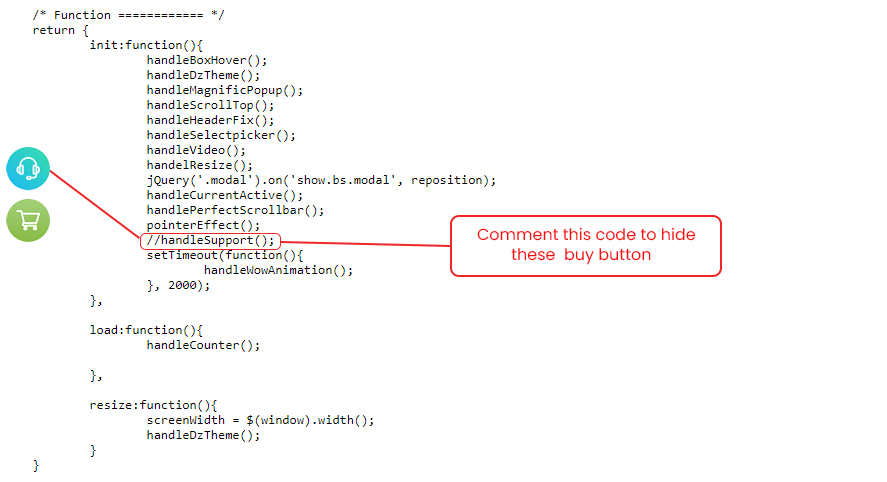 /* Function ============ */
return {
init:function(){
handleBoxHover();
handleDzTheme();
handleMagnificPopup();
handleScrollTop();
handleHeaderFix();
handleSelectpicker();
handleVideo();
handelResize();
jQuery('.modal').on('show.bs.modal', reposition);
handleCurrentActive();
handlePerfectScrollbar();
pointerEffect();
//handleSupport();
setTimeout(function(){
handleWowAnimation();
}, 2000);
},
load:function(){
handleCounter();
},
resize:function(){
screenWidth = $(window).width();
handleDzTheme();
}
}
Comment this code to hide
these buy button